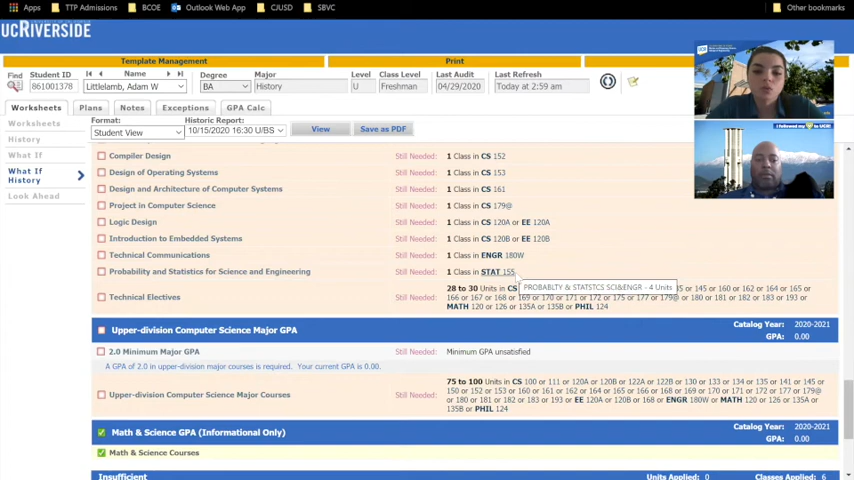 Apps TTP Admissions BCOE Outlook Web App CJUSD SBVC Other bookmarks
UCRIVERSIDE
Template Management Print
Find Student ID Name Degree Major Level Class Level Last Audit Last Refresh
861001378 Littlelamb, Adam W BA History U Freshman 04/29/2020 Today at 2:59 am
Worksheets Plans Notes Exceptions GPA Calc
Worksheets
History
What If
What If
History
Look Ahead
Format: Historic Report:
Student View 10/15/2020 16:30 U/BS View Save as PDF
Compiler Design Still Needed: 1 Class in CS 152
Design of Operating Systems Still Needed: 1 Class in CS 153
Design and Architecture of Computer Systems Still Needed: 1 Class in CS 161
Project in Computer Science Still Needed: 1 Class in CS 179@
Logic Design Still Needed: 1 Class in CS 120A or EE 120A
Introduction to Embedded Systems Still Needed: 1 Class in CS 120B or EE 120B
Technical Communications Still Needed: 1 Class in ENGR 180W
Probability and Statistics for Science and Engineering Still Needed: 1 Class in STAT 155
PROBABLTY & STATSTCS SCI&ENGR - 4 Units
Technical Electives Still Needed: 28 to 30 Units in CS or 145 or 160 or 162 or 164 or 165 or
166 or 167 or 168 or 169 or 170 or 171 or 172 or 177 or 179@ or 180 or 181 or 182 or 183 or 193 or
MATH 120 or 126 or 135A or 135B or PHIL 124
Upper-division Computer Science Major GPA Catalog Year: 2020-2021
GPA: 0.00
2.0 Minimum Major GPA Still Needed: Minimum GPA unsatisfied
A GPA of 2.0 in upper-division major courses is required. Your current GPA is 0.00.
Upper-division Computer Science Major Courses Still Needed: 75 to 100 Units in CS 100 or 111 or 120A or 120B or 122A or 122B or 130 or 133 or 134 or 135 or 141 or 145 or
150 or 152 or 153 or 160 or 161 or 162 or 164 or 165 or 166 or 167 or 168 or 169 or 170 or 171 or 172 or 177 or 179@
or 180 or 181 or 182 or 183 or 193 or EE 120A or 120B or 168 or ENGR 180W or MATH 120 or 126 or 135A or
135B or PHIL 124
Math & Science GPA (Informational Only) Catalog Year: 2020-2021
GPA: 0.00
Math & Science Courses
Insufficient Units Applied: 0 Classes Applied: 6
I followed my to UCR!